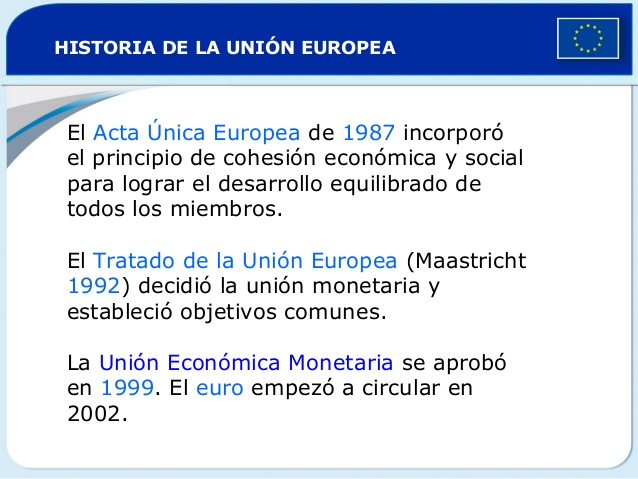 HISTORIA DE LA UNIÓN EUROPEA
El Acta Única Europea de 1987 incorporó
el principio de cohesión económica y social
para lograr el desarrollo equilibrado de
todos los miembros.
El Tratado de la Unión Europea (Maastricht
1992) decidió la unión monetaria y
estableció objetivos comunes.
La Unión Económica Monetaria se aprobó
en 1999. El euro empezó a circular en
2002.